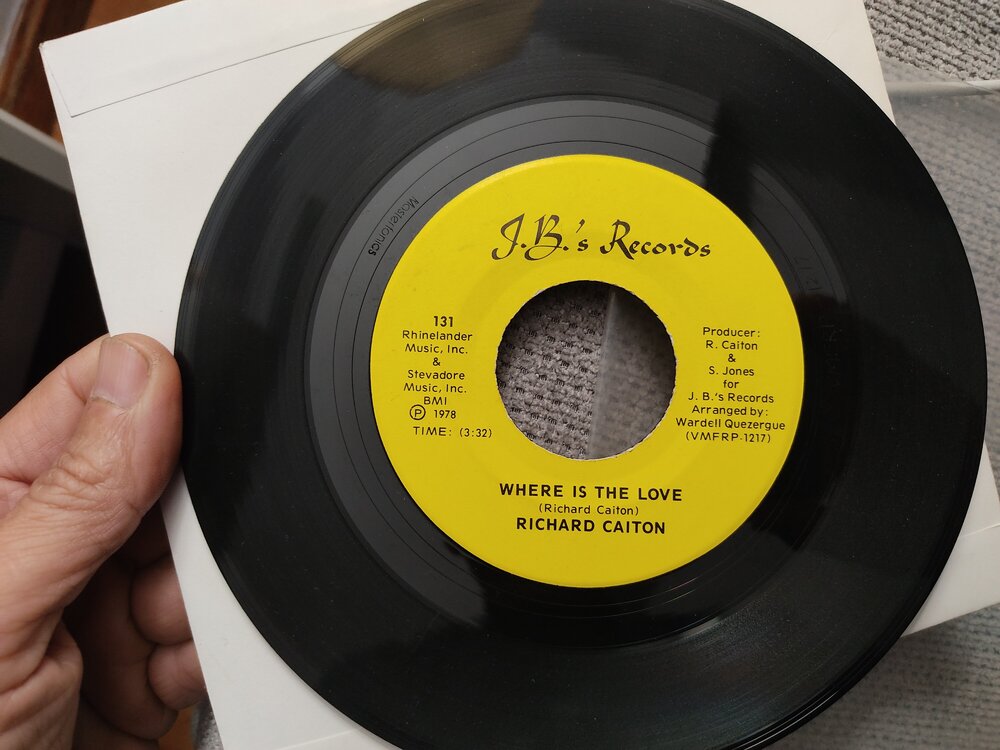 Masterfonics
J.B.'s Records
131
Rhinelander
Music, Inc.
&
Stevadore
Music, Inc.
BMI
Ⓟ 1978
TIME: (3:32)
Producer:
R. Caiton
&
S. Jones
for
J. B.'s Records
Arranged by:
Wardell Quezergue
(VMFRP-1217)
WHERE IS THE LOVE
(Richard Caiton)
RICHARD CAITON